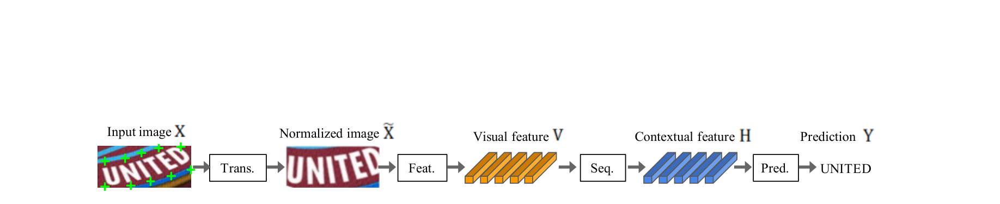 Input image X
Normalized image X̃
Visual feature V
Contextual feature H
Prediction Y
UNITED
Trans.
UNITED
Feat.
Seq.
Pred.
UNITED